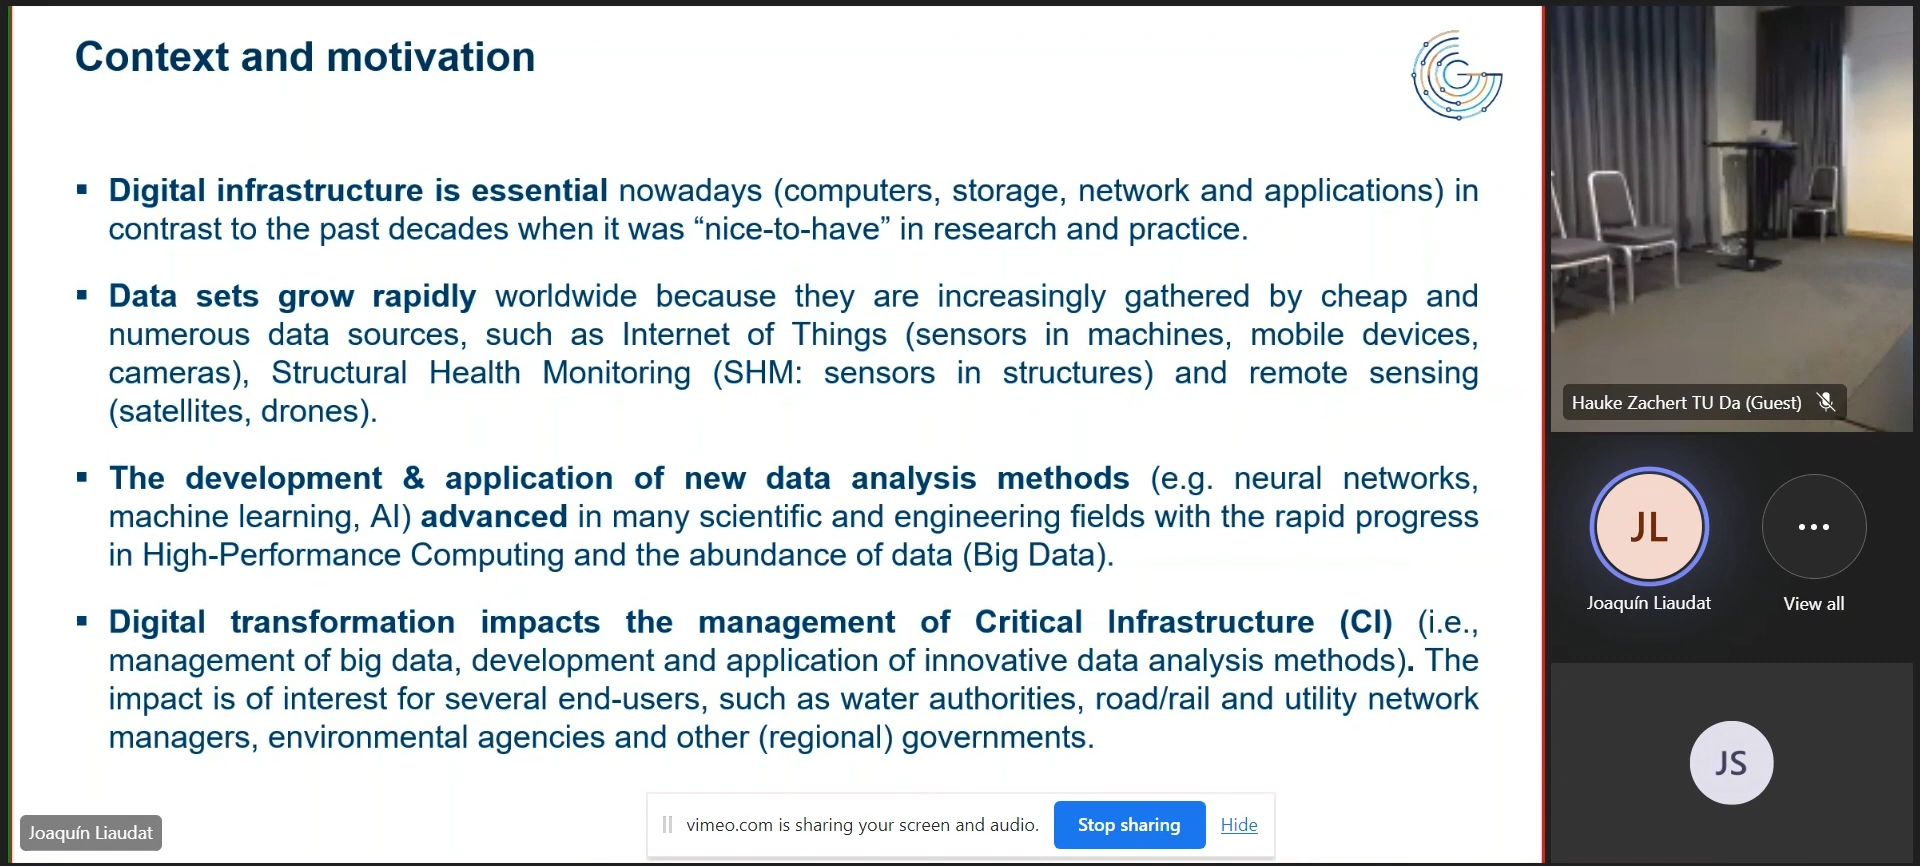 Context and motivation
▪ Digital infrastructure is essential nowadays (computers, storage, network and applications) in
contrast to the past decades when it was “nice-to-have” in research and practice.
▪ Data sets grow rapidly worldwide because they are increasingly gathered by cheap and
numerous data sources, such as Internet of Things (sensors in machines, mobile devices,
cameras), Structural Health Monitoring (SHM: sensors in structures) and remote sensing
(satellites, drones).
▪ The development & application of new data analysis methods (e.g. neural networks,
machine learning, AI) advanced in many scientific and engineering fields with the rapid progress
in High-Performance Computing and the abundance of data (Big Data).
▪ Digital transformation impacts the management of Critical Infrastructure (CI) (i.e.,
management of big data, development and application of innovative data analysis methods). The
impact is of interest for several end-users, such as water authorities, road/rail and utility network
managers, environmental agencies and other (regional) governments.
Joaquín Liaudat
vimeo.com is sharing your screen and audio.
Stop sharing
Hide
Hauke Zachert TU Da (Guest)
JL
Joaquín Liaudat
View all
JS